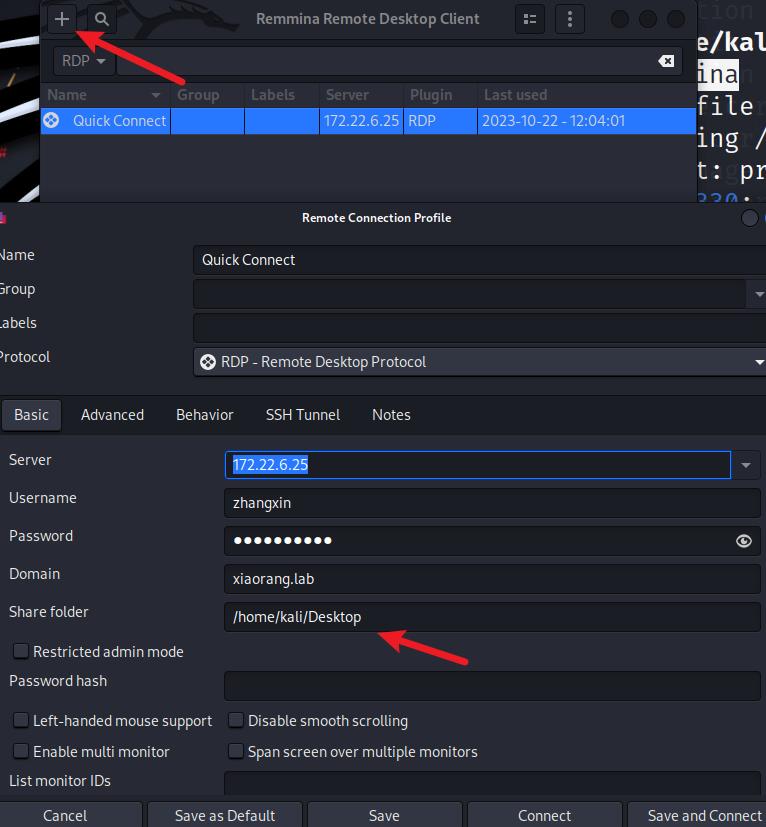 Remmina Remote Desktop Client
RDP
Name Group Labels Server Plugin Last used
Quick Connect 172.22.6.25 RDP 2023-10-22 - 12:04:01
e/kal
ina
file
ing /
t: pr
330:
Remote Connection Profile
Name
Quick Connect
Group
Labels
Protocol
RDP - Remote Desktop Protocol
Basic Advanced Behavior SSH Tunnel Notes
Server
172.22.6.25
Username
zhangxin
Password
●●●●●●●●●●
Domain
xiaorang.lab
Share folder
/home/kali/Desktop
Restricted admin mode
Password hash
Left-handed mouse support Disable smooth scrolling
Enable multi monitor Span screen over multiple monitors
List monitor IDs
Cancel Save as Default Save Connect Save and Connect